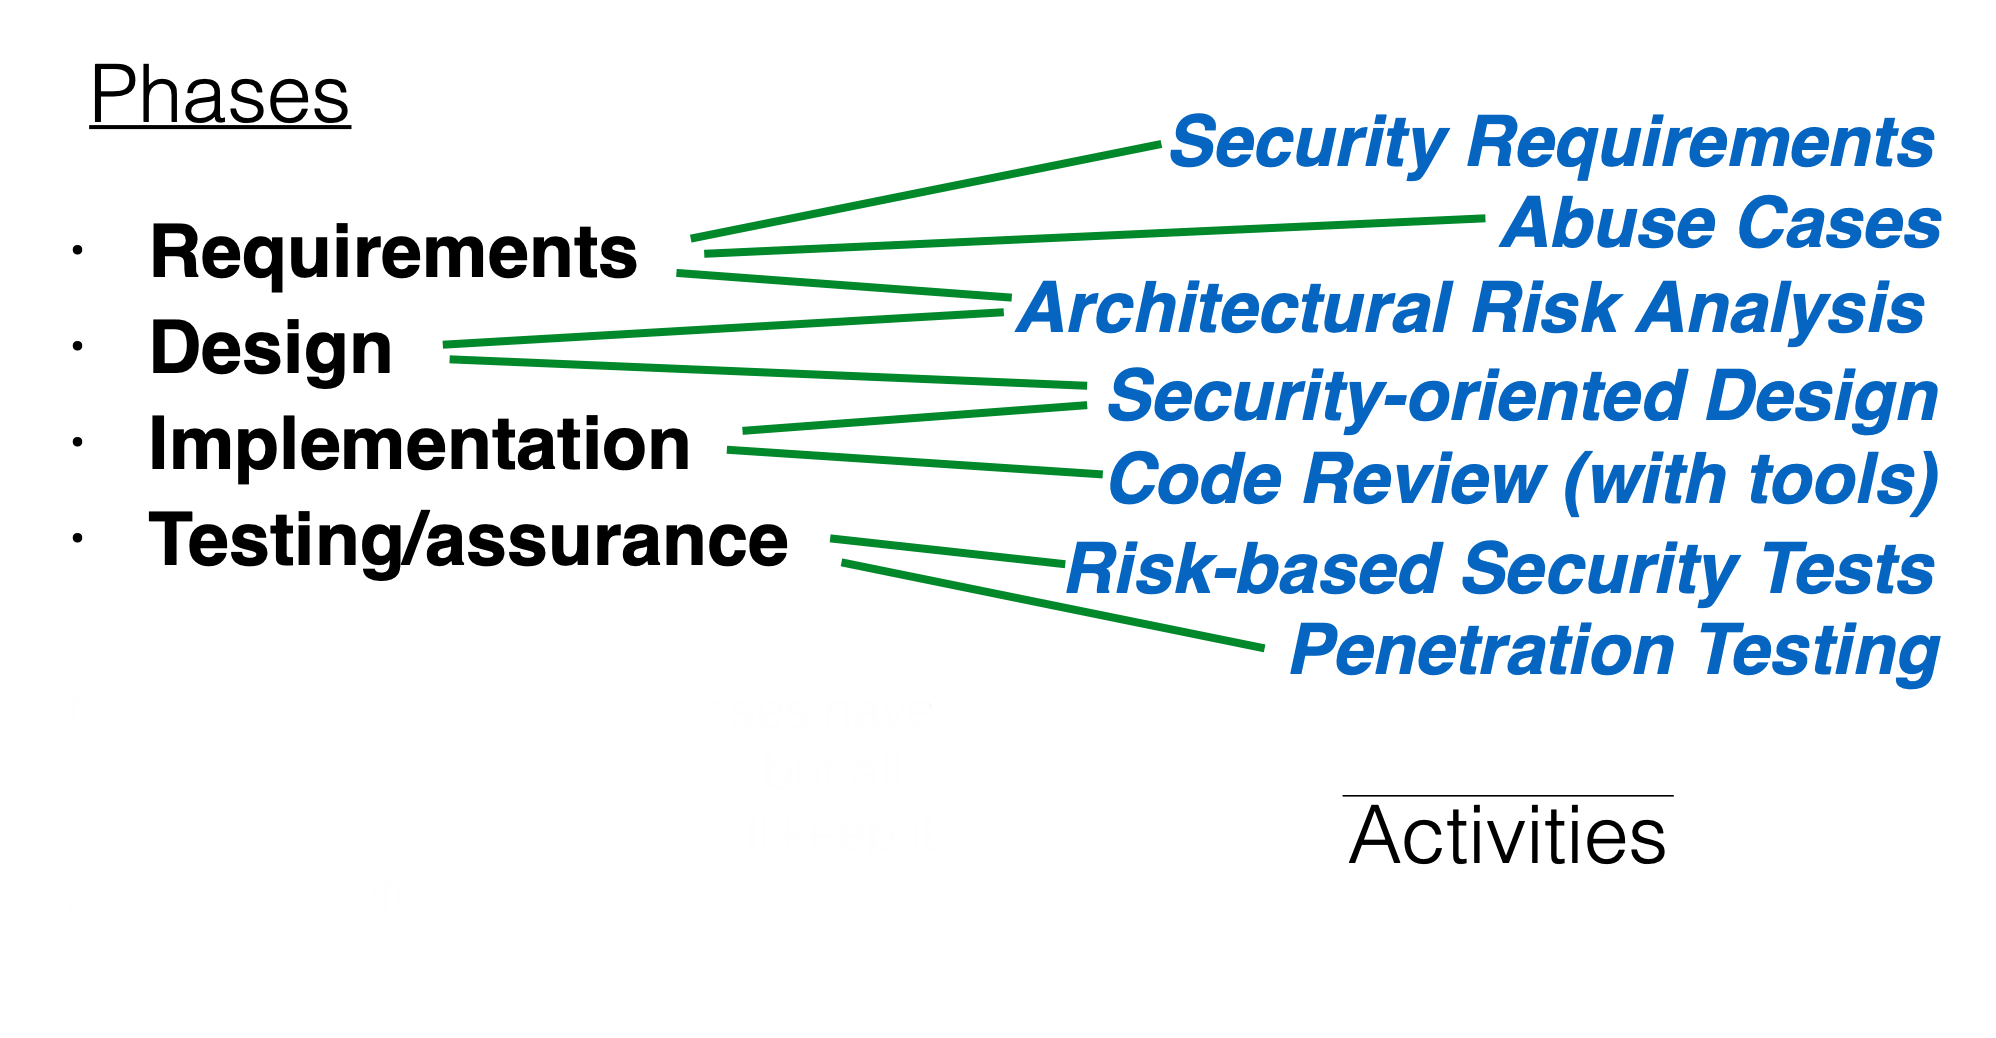 Phases
· Requirements
· Design
· Implementation
· Testing/assurance
Security Requirements
Abuse Cases
Architectural Risk Analysis
Security-oriented Design
Code Review (with tools)
Risk-based Security Tests
Penetration Testing
Activities